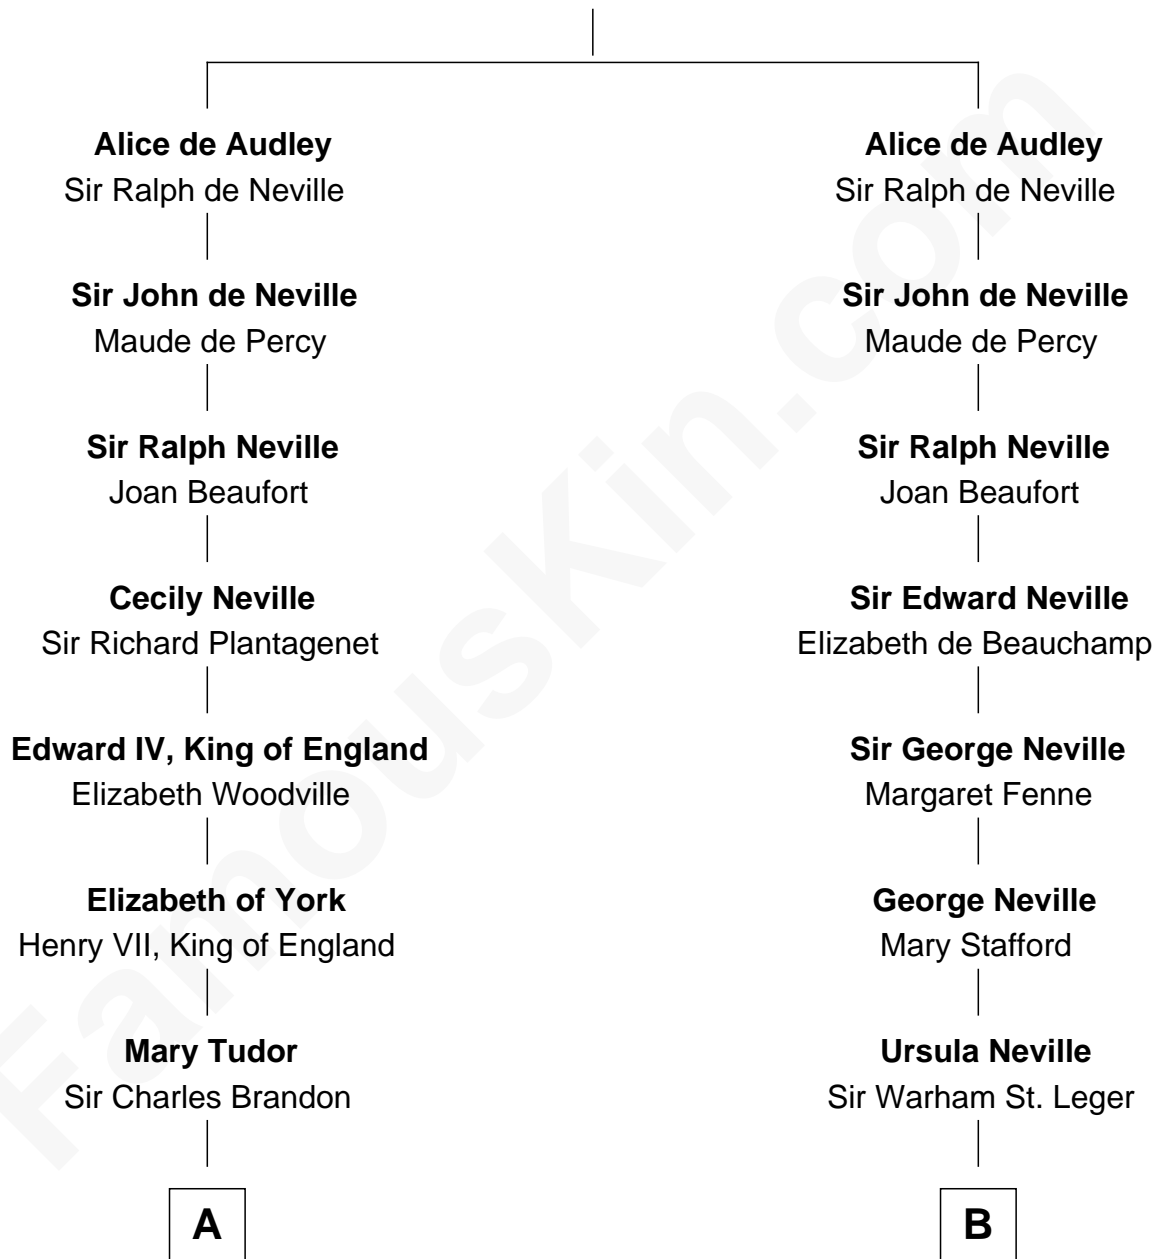 Alice de Audley
Sir Ralph de Neville
Sir John de Neville
Maude de Percy
Sir Ralph Neville
Joan Beaufort
Cecily Neville
Sir Richard Plantagenet
Edward IV, King of England
Elizabeth Woodville
Elizabeth of York
Henry VII, King of England
Mary Tudor
Sir Charles Brandon
A
Alice de Audley
Sir Ralph de Neville
Sir John de Neville
Maude de Percy
Sir Ralph Neville
Joan Beaufort
Sir Edward Neville
Elizabeth de Beauchamp
Sir George Neville
Margaret Fenne
George Neville
Mary Stafford
Ursula Neville
Sir Warham St. Leger
B
FamousKin.com